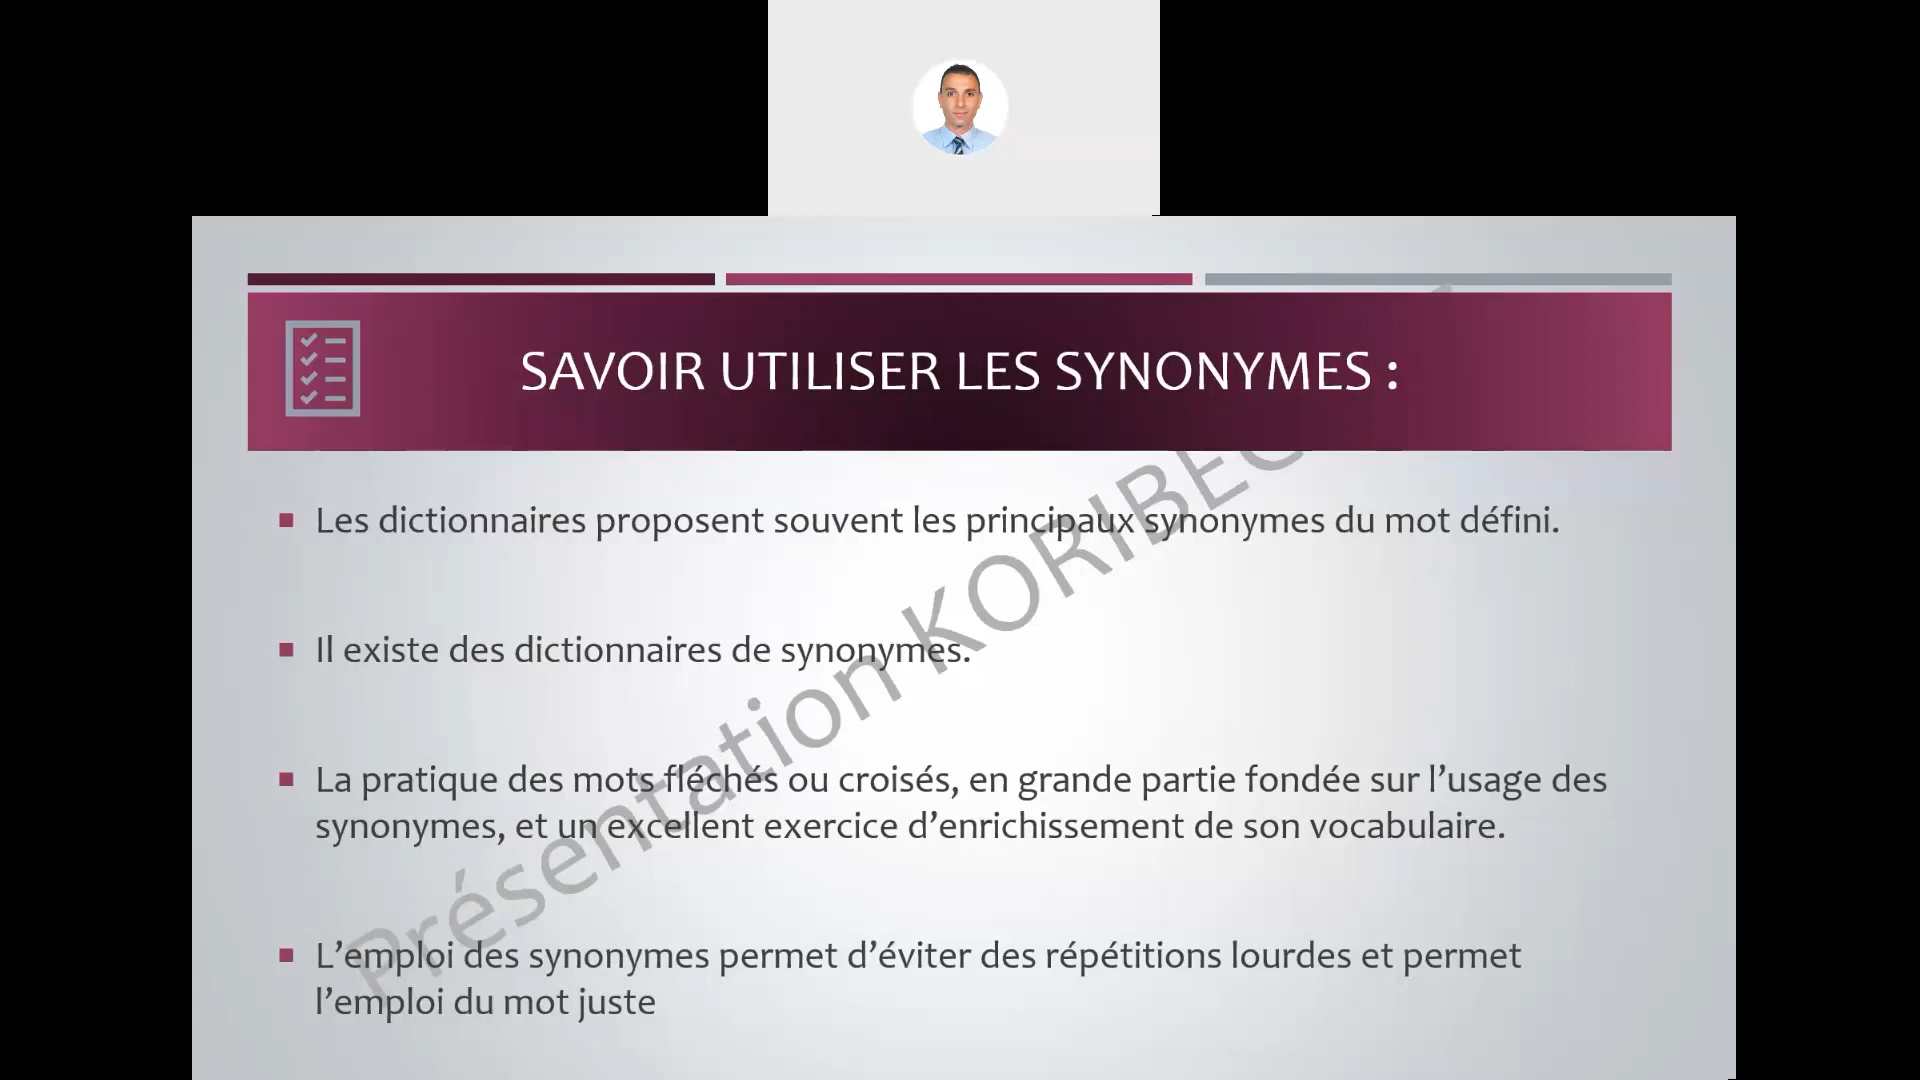 SAVOIR UTILISER LES SYNONYMES :
Les dictionnaires proposent souvent les principaux synonymes du mot défini.
Il existe des dictionnaires de synonymes.
La pratique des mots fléchés ou croisés, en grande partie fondée sur l’usage des
synonymes, et un excellent exercice d’enrichissement de son vocabulaire.
L’emploi des synonymes permet d’éviter des répétitions lourdes et permet
l’emploi du mot juste
Présentation